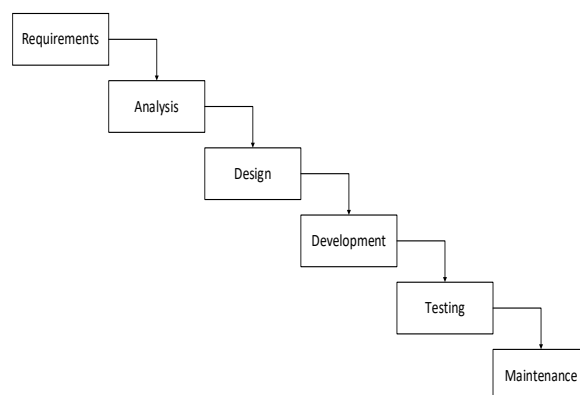 Requirements
Analysis
Design
Development
Testing
Maintenance